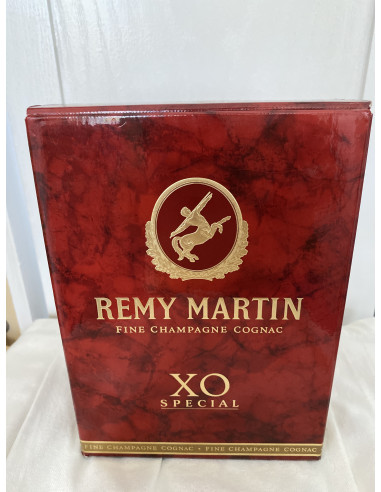 REMY MARTIN
FINE CHAMPAGNE COGNAC
XO
SPECIAL
FINE CHAMPAGNE COGNAC • FINE CHAMPAGNE COGNAC